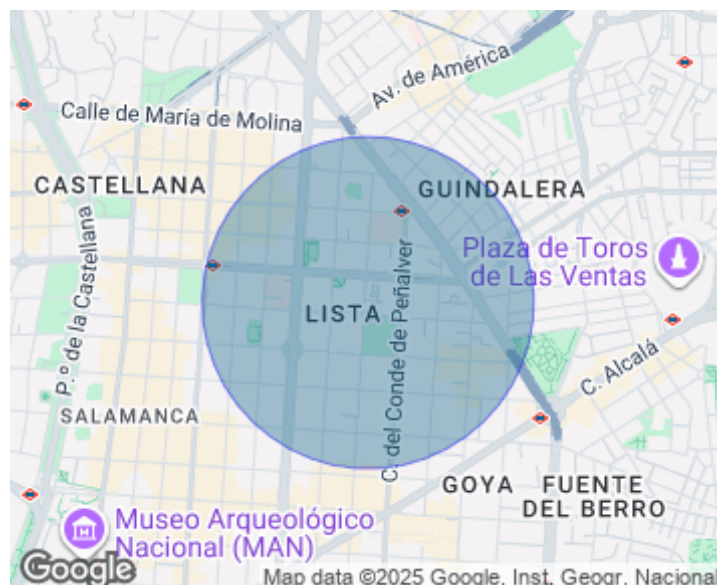 Av. de América
Calle de María de Molina
CASTELLANA
GUINDALERA
Plaza de Toros
de Las Ventas
P.º de la Castellana
LISTA
C. del Conde de Peñalver
C. Alcalá
SALAMANCA
GOYA
FUENTE
DEL BERRO
Museo Arqueológico
Nacional (MAN)
Google
Map data ©2025 Google, Inst. Geogr. Nacional